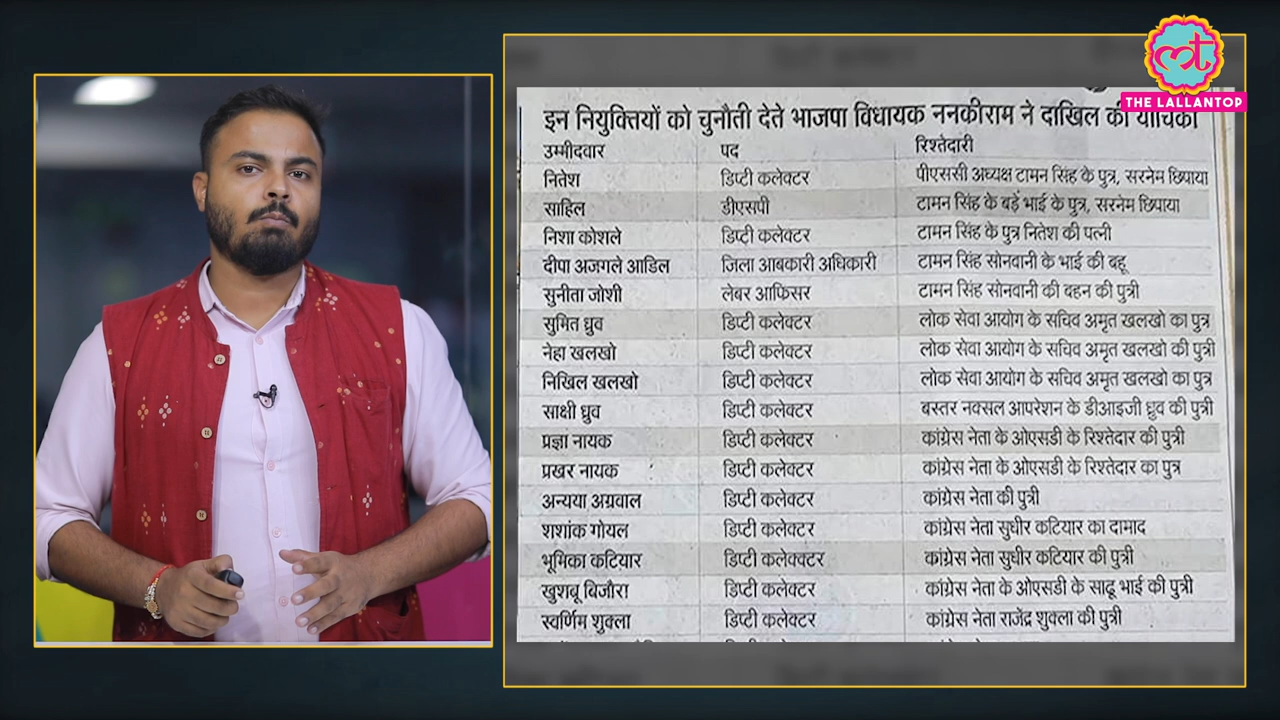 THE LALLANTOP
इन नियुक्तियों को चुनौती देते भाजपा विधायक ननकीराम ने दाखिल की याचिका
उम्मीदवार पद रिश्तेदारी
नितेश डिप्टी कलेक्टर पीएससी अध्यक्ष टामन सिंह के पुत्र, सरनेम छिपाया
साहिल डीएसपी टामन सिंह के बड़े भाई के पुत्र, सरनेम छिपाया
निशा कोशले डिप्टी कलेक्टर टामन सिंह के पुत्र नितेश की पत्नी
दीपा अजगले आडिल जिला आबकारी अधिकारी टामन सिंह सोनवानी के भाई की बहू
सुनीता जोशी लेबर आफिसर टामन सिंह सोनवानी की बहन की पुत्री
सुमित ध्रुव डिप्टी कलेक्टर लोक सेवा आयोग के सचिव अमृत खलखो का पुत्र
नेहा खलखो डिप्टी कलेक्टर लोक सेवा आयोग के सचिव अमृत खलखो की पुत्री
निखिल खलखो डिप्टी कलेक्टर लोक सेवा आयोग के सचिव अमृत खलखो का पुत्र
साक्षी ध्रुव डिप्टी कलेक्टर बस्तर नक्सल आपरेशन के डीआइजी ध्रुव की पुत्री
प्रज्ञा नायक डिप्टी कलेक्टर कांग्रेस नेता के ओएसडी के रिश्तेदार की पुत्री
प्रखर नायक डिप्टी कलेक्टर कांग्रेस नेता के ओएसडी के रिश्तेदार का पुत्र
अन्यया अग्रवाल डिप्टी कलेक्टर कांग्रेस नेता की पुत्री
शशांक गोयल डिप्टी कलेक्टर कांग्रेस नेता सुधीर कटियार का दामाद
भूमिका कटियार डिप्टी कलेक्क्टर कांग्रेस नेता सुधीर कटियार की पुत्री
खुशबू बिजौरा डिप्टी कलेक्टर कांग्रेस नेता के ओएसडी के साढू भाई की पुत्री
स्वर्णिम शुक्ला डिप्टी कलेक्टर कांग्रेस नेता राजेंद्र शुक्ला की पुत्री